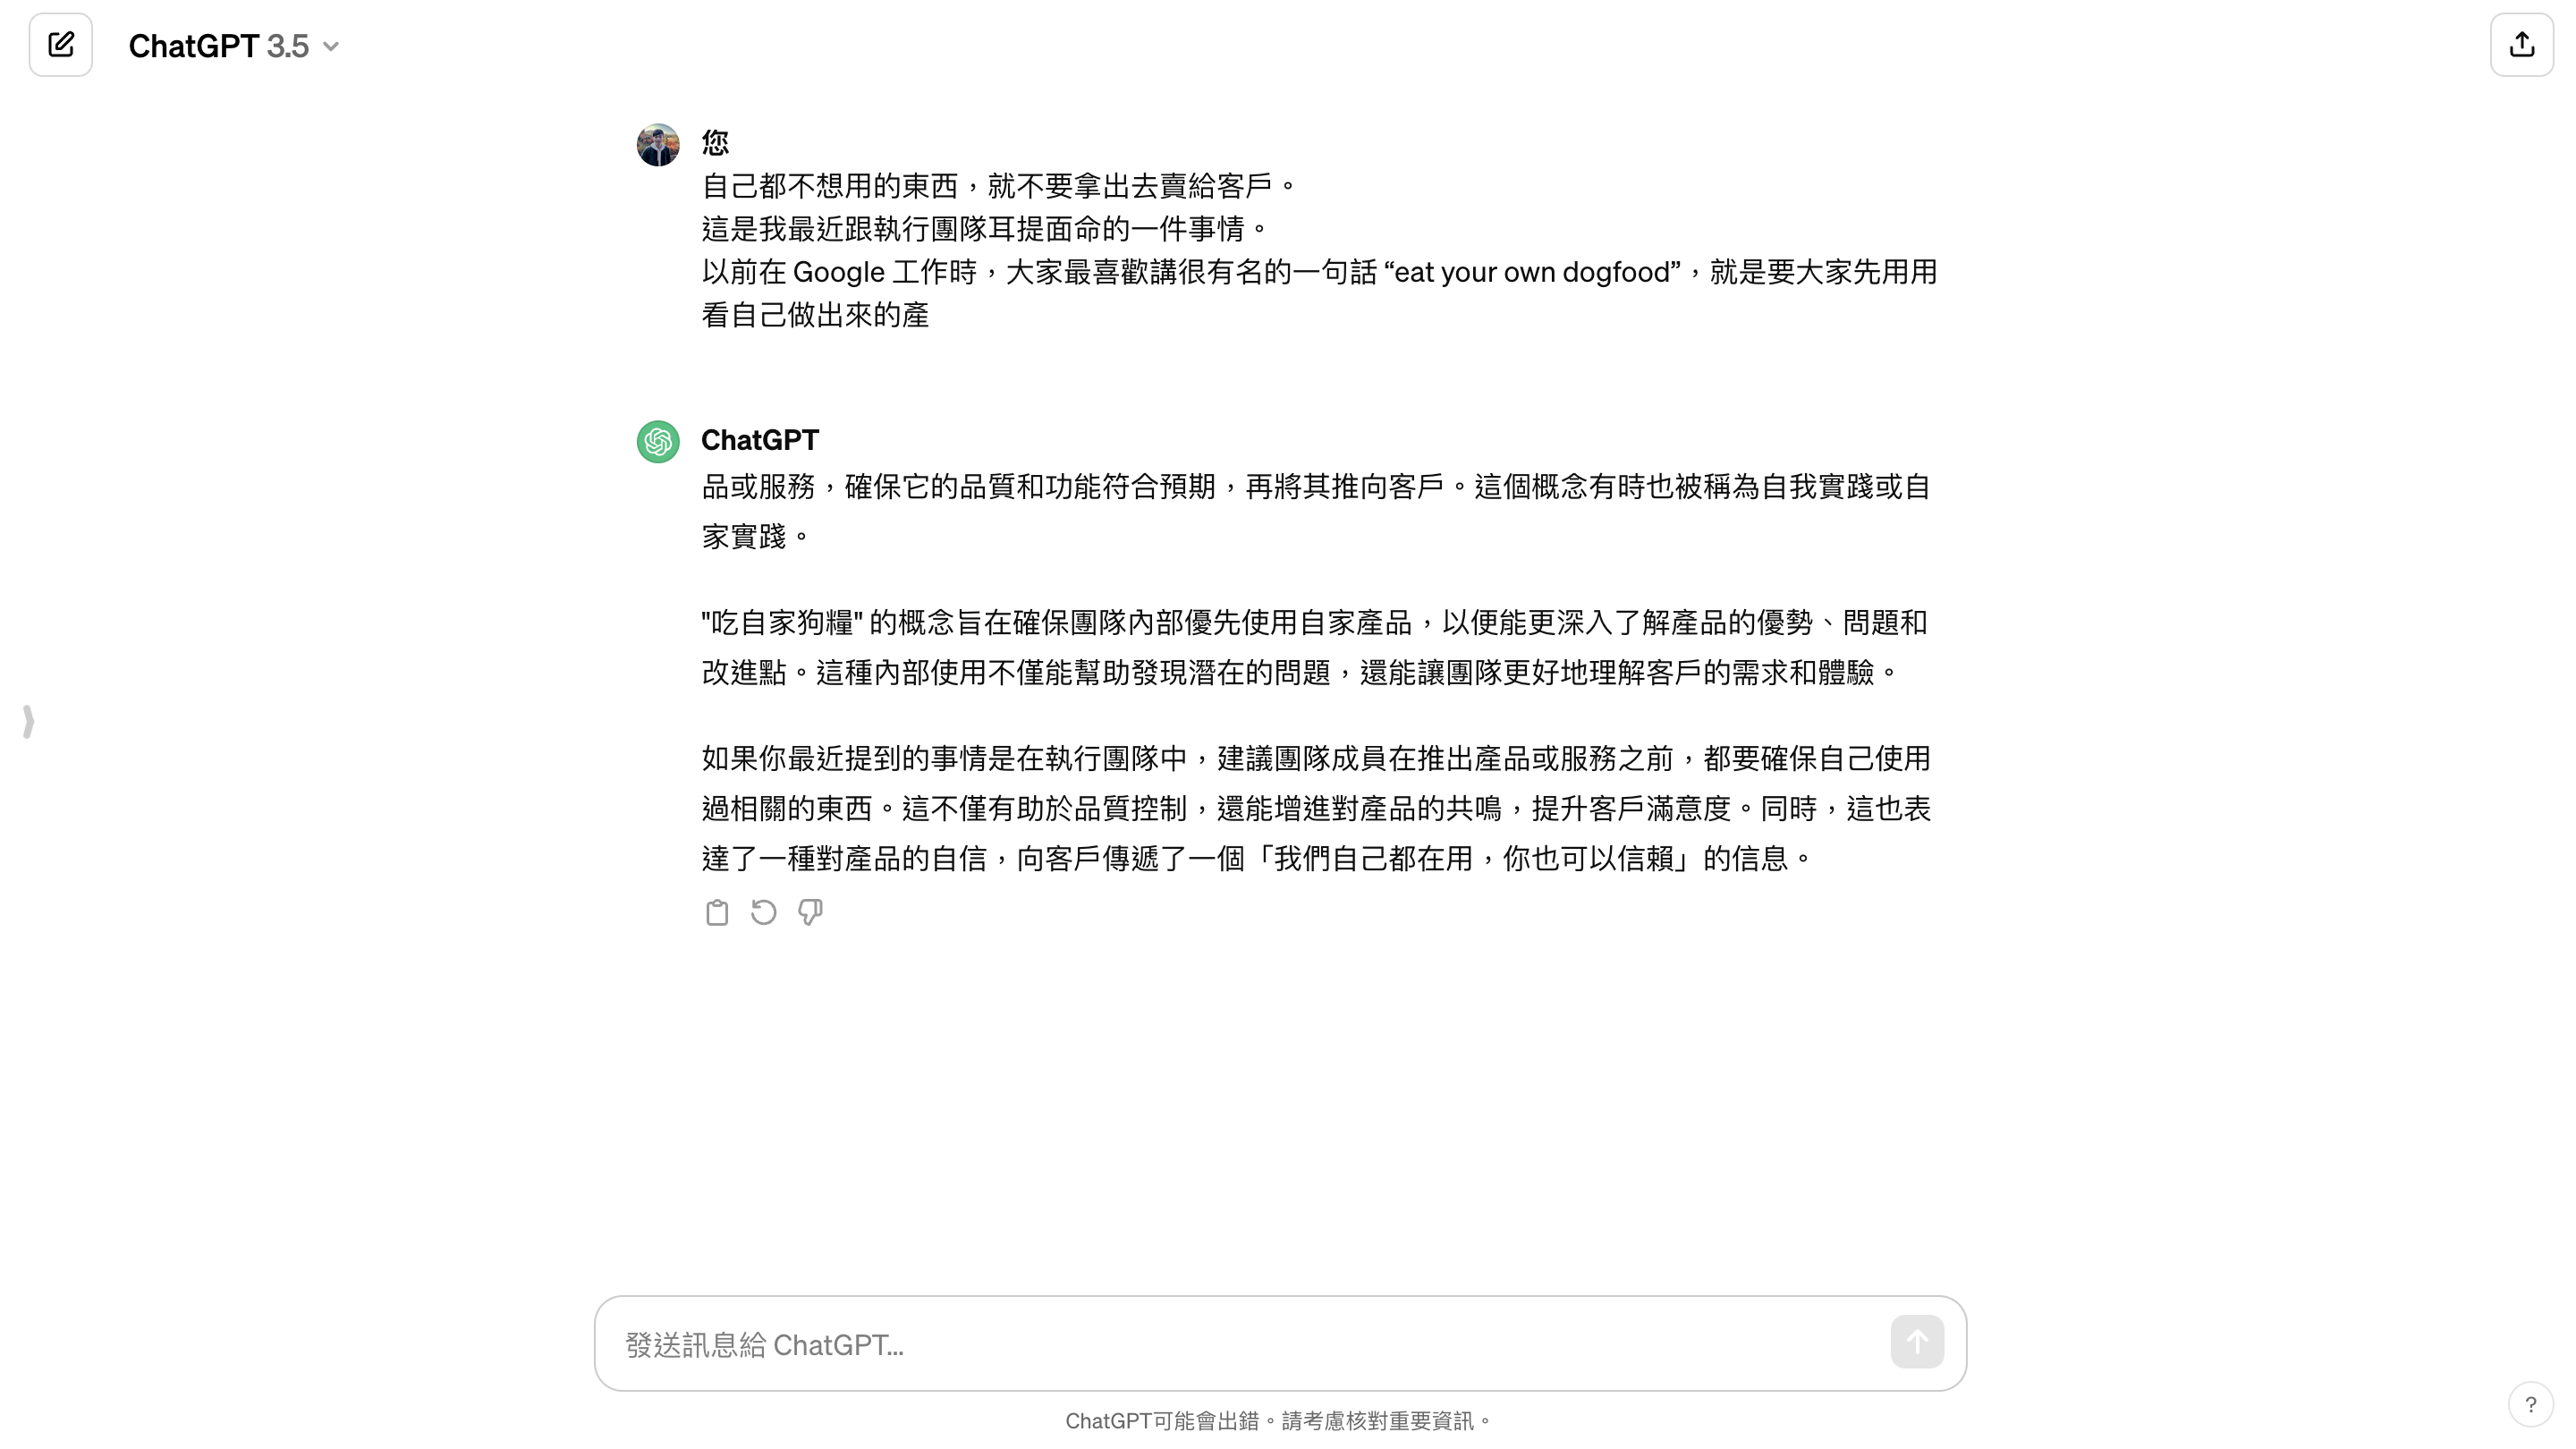 ChatGPT 3.5
您
自己都不想用的東西，就不要拿出去賣給客戶。
這是我最近跟執行團隊耳提面命的一件事情。
以前在 Google 工作時，大家最喜歡講很有名的一句話 “eat your own dogfood”，就是要大家先用用
看自己做出來的產
ChatGPT
品或服務，確保它的品質和功能符合預期，再將其推向客戶。這個概念有時也被稱為自我實踐或自
家實踐。
"吃自家狗糧" 的概念旨在確保團隊內部優先使用自家產品，以便能更深入了解產品的優勢、問題和
改進點。這種內部使用不僅能幫助發現潛在的問題，還能讓團隊更好地理解客戶的需求和體驗。
如果你最近提到的事情是在執行團隊中，建議團隊成員在推出產品或服務之前，都要確保自己使用
過相關的東西。這不僅有助於品質控制，還能增進對產品的共鳴，提升客戶滿意度。同時，這也表
達了一種對產品的自信，向客戶傳遞了一個「我們自己都在用，你也可以信賴」的信息。
發送訊息給 ChatGPT...
ChatGPT可能會出錯。請考慮核對重要資訊。
?